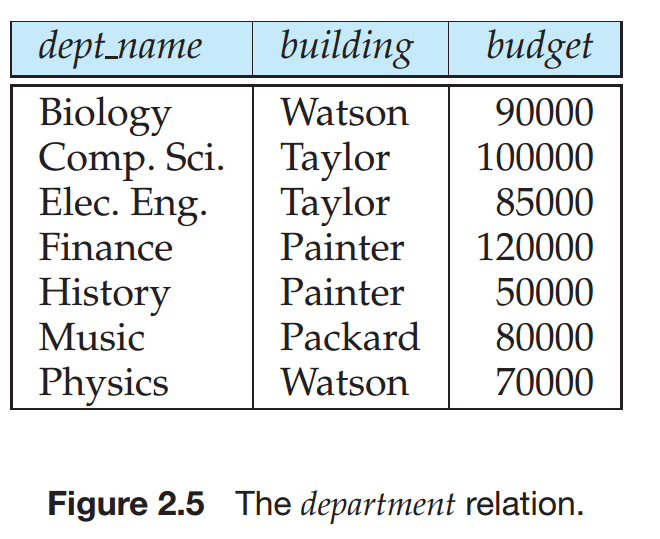 dept_name building budget
Biology Watson 90000
Comp. Sci. Taylor 100000
Elec. Eng. Taylor 85000
Finance Painter 120000
History Painter 50000
Music Packard 80000
Physics Watson 70000
Figure 2.5 The department relation.